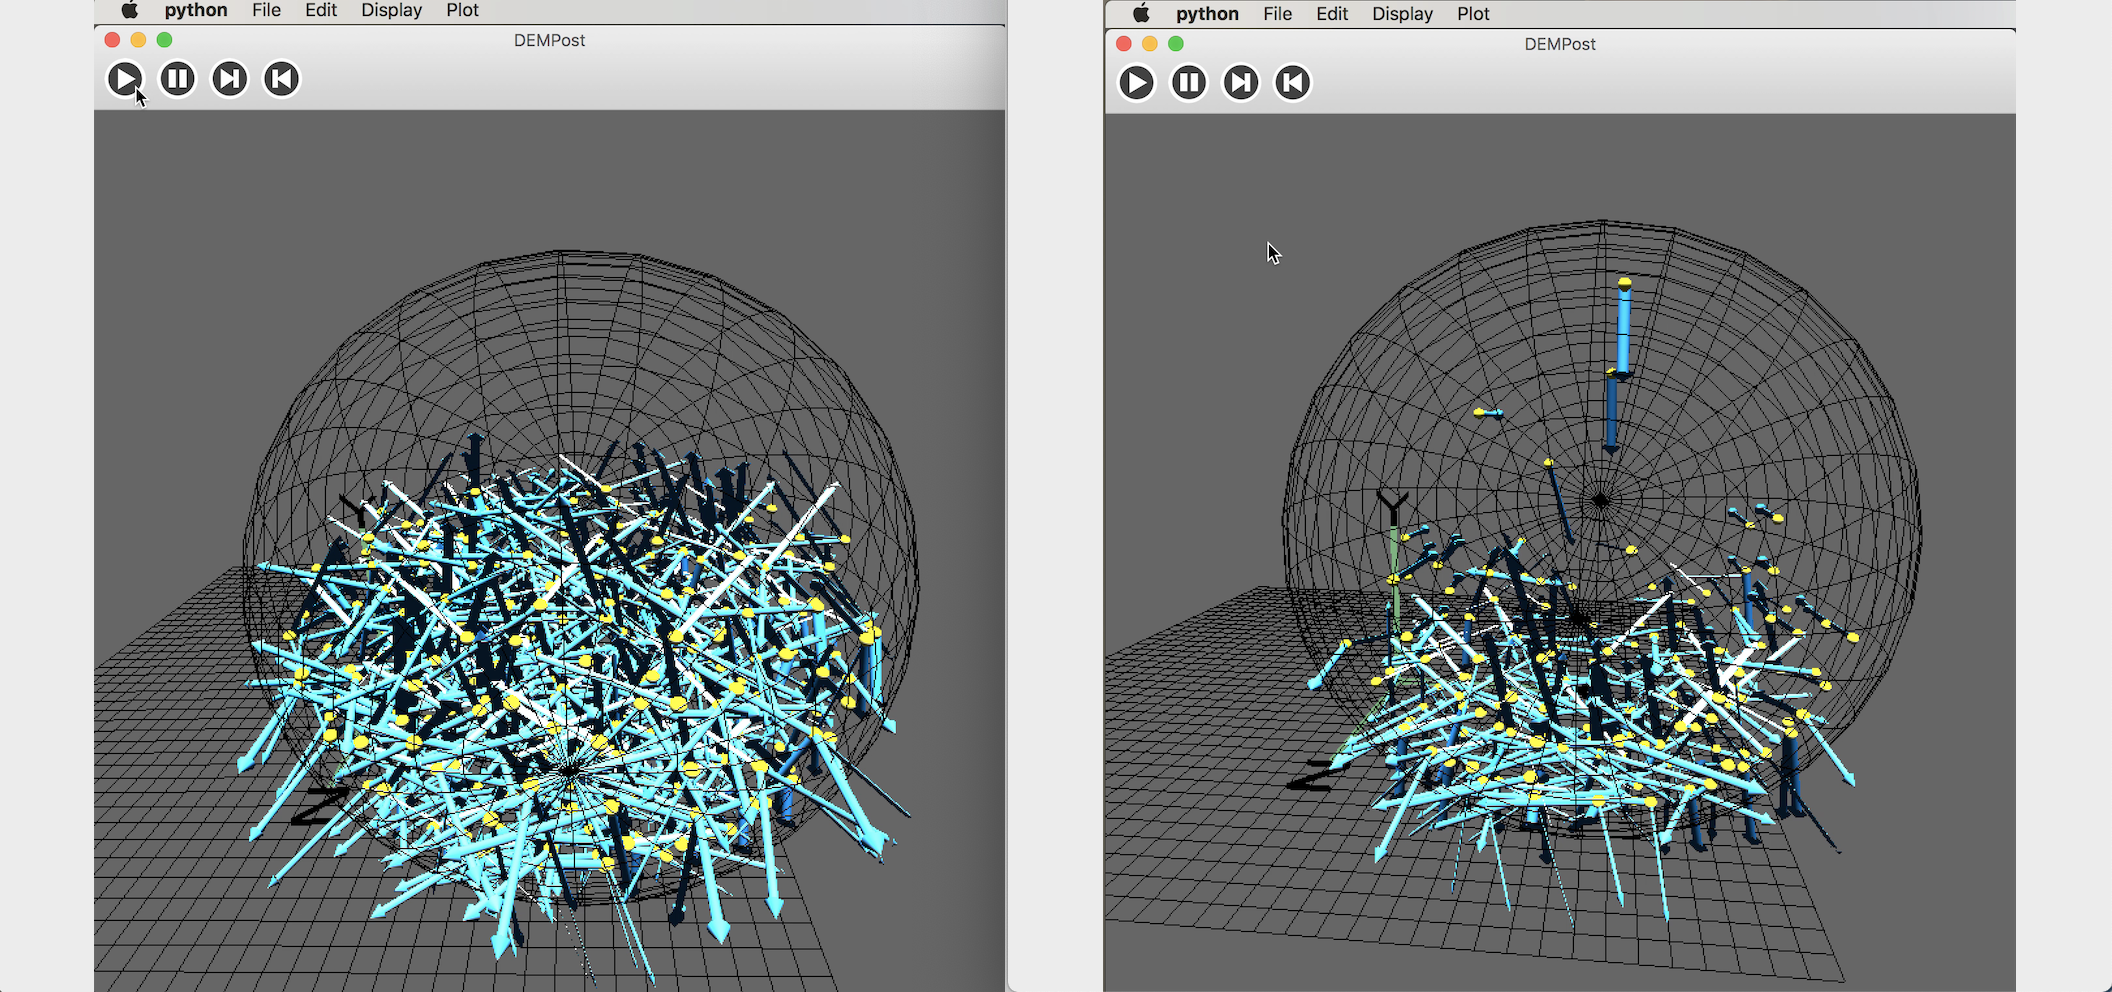 python File Edit Display Plot
DEMPost
Y
Z
python File Edit Display Plot
DEMPost
Y
Z